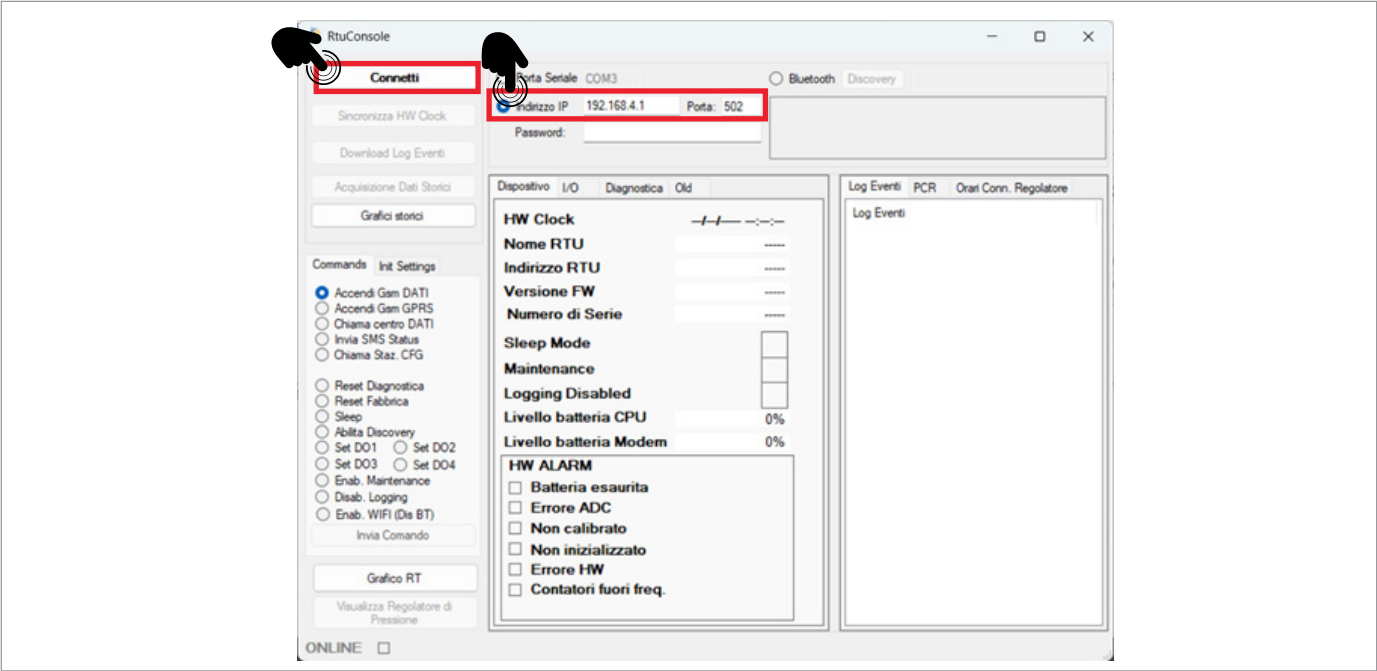 RtuConsole
Connetti
Porta Seriale COM3
Bluetooth Discovery
Indirizzo IP 192.168.4.1 Porta: 502
Password:
Sincronizza HW Clock
Download Log Eventi
Acquisizione Dati Storici
Grafici storici
Commands Init Settings
Accendi Gsm DATI
Accendi Gsm GPRS
Chiama centro DATI
Invia SMS Status
Chiama Staz. CFG
Reset Diagnostica
Reset Fabbrica
Sleep
Abilita Discovery
Set DO1 Set DO2
Set DO3 Set DO4
Enab. Maintenance
Disab. Logging
Enab. WIFI (Dis BT)
Invia Comando
Grafico RT
Visualizza Regolatore di
Pressione
ONLINE
Dispositivo I/O Diagnostica Old
HW Clock --/--/---- --:--:--
Nome RTU -----
Indirizzo RTU -----
Versione FW -----
Numero di Serie -----
Sleep Mode
Maintenance
Logging Disabled
Livello batteria CPU 0%
Livello batteria Modem 0%
HW ALARM
Batteria esaurita
Errore ADC
Non calibrato
Non inizializzato
Errore HW
Contatori fuori freq.
Log Eventi PCR Orari Conn. Regolatore
Log Eventi